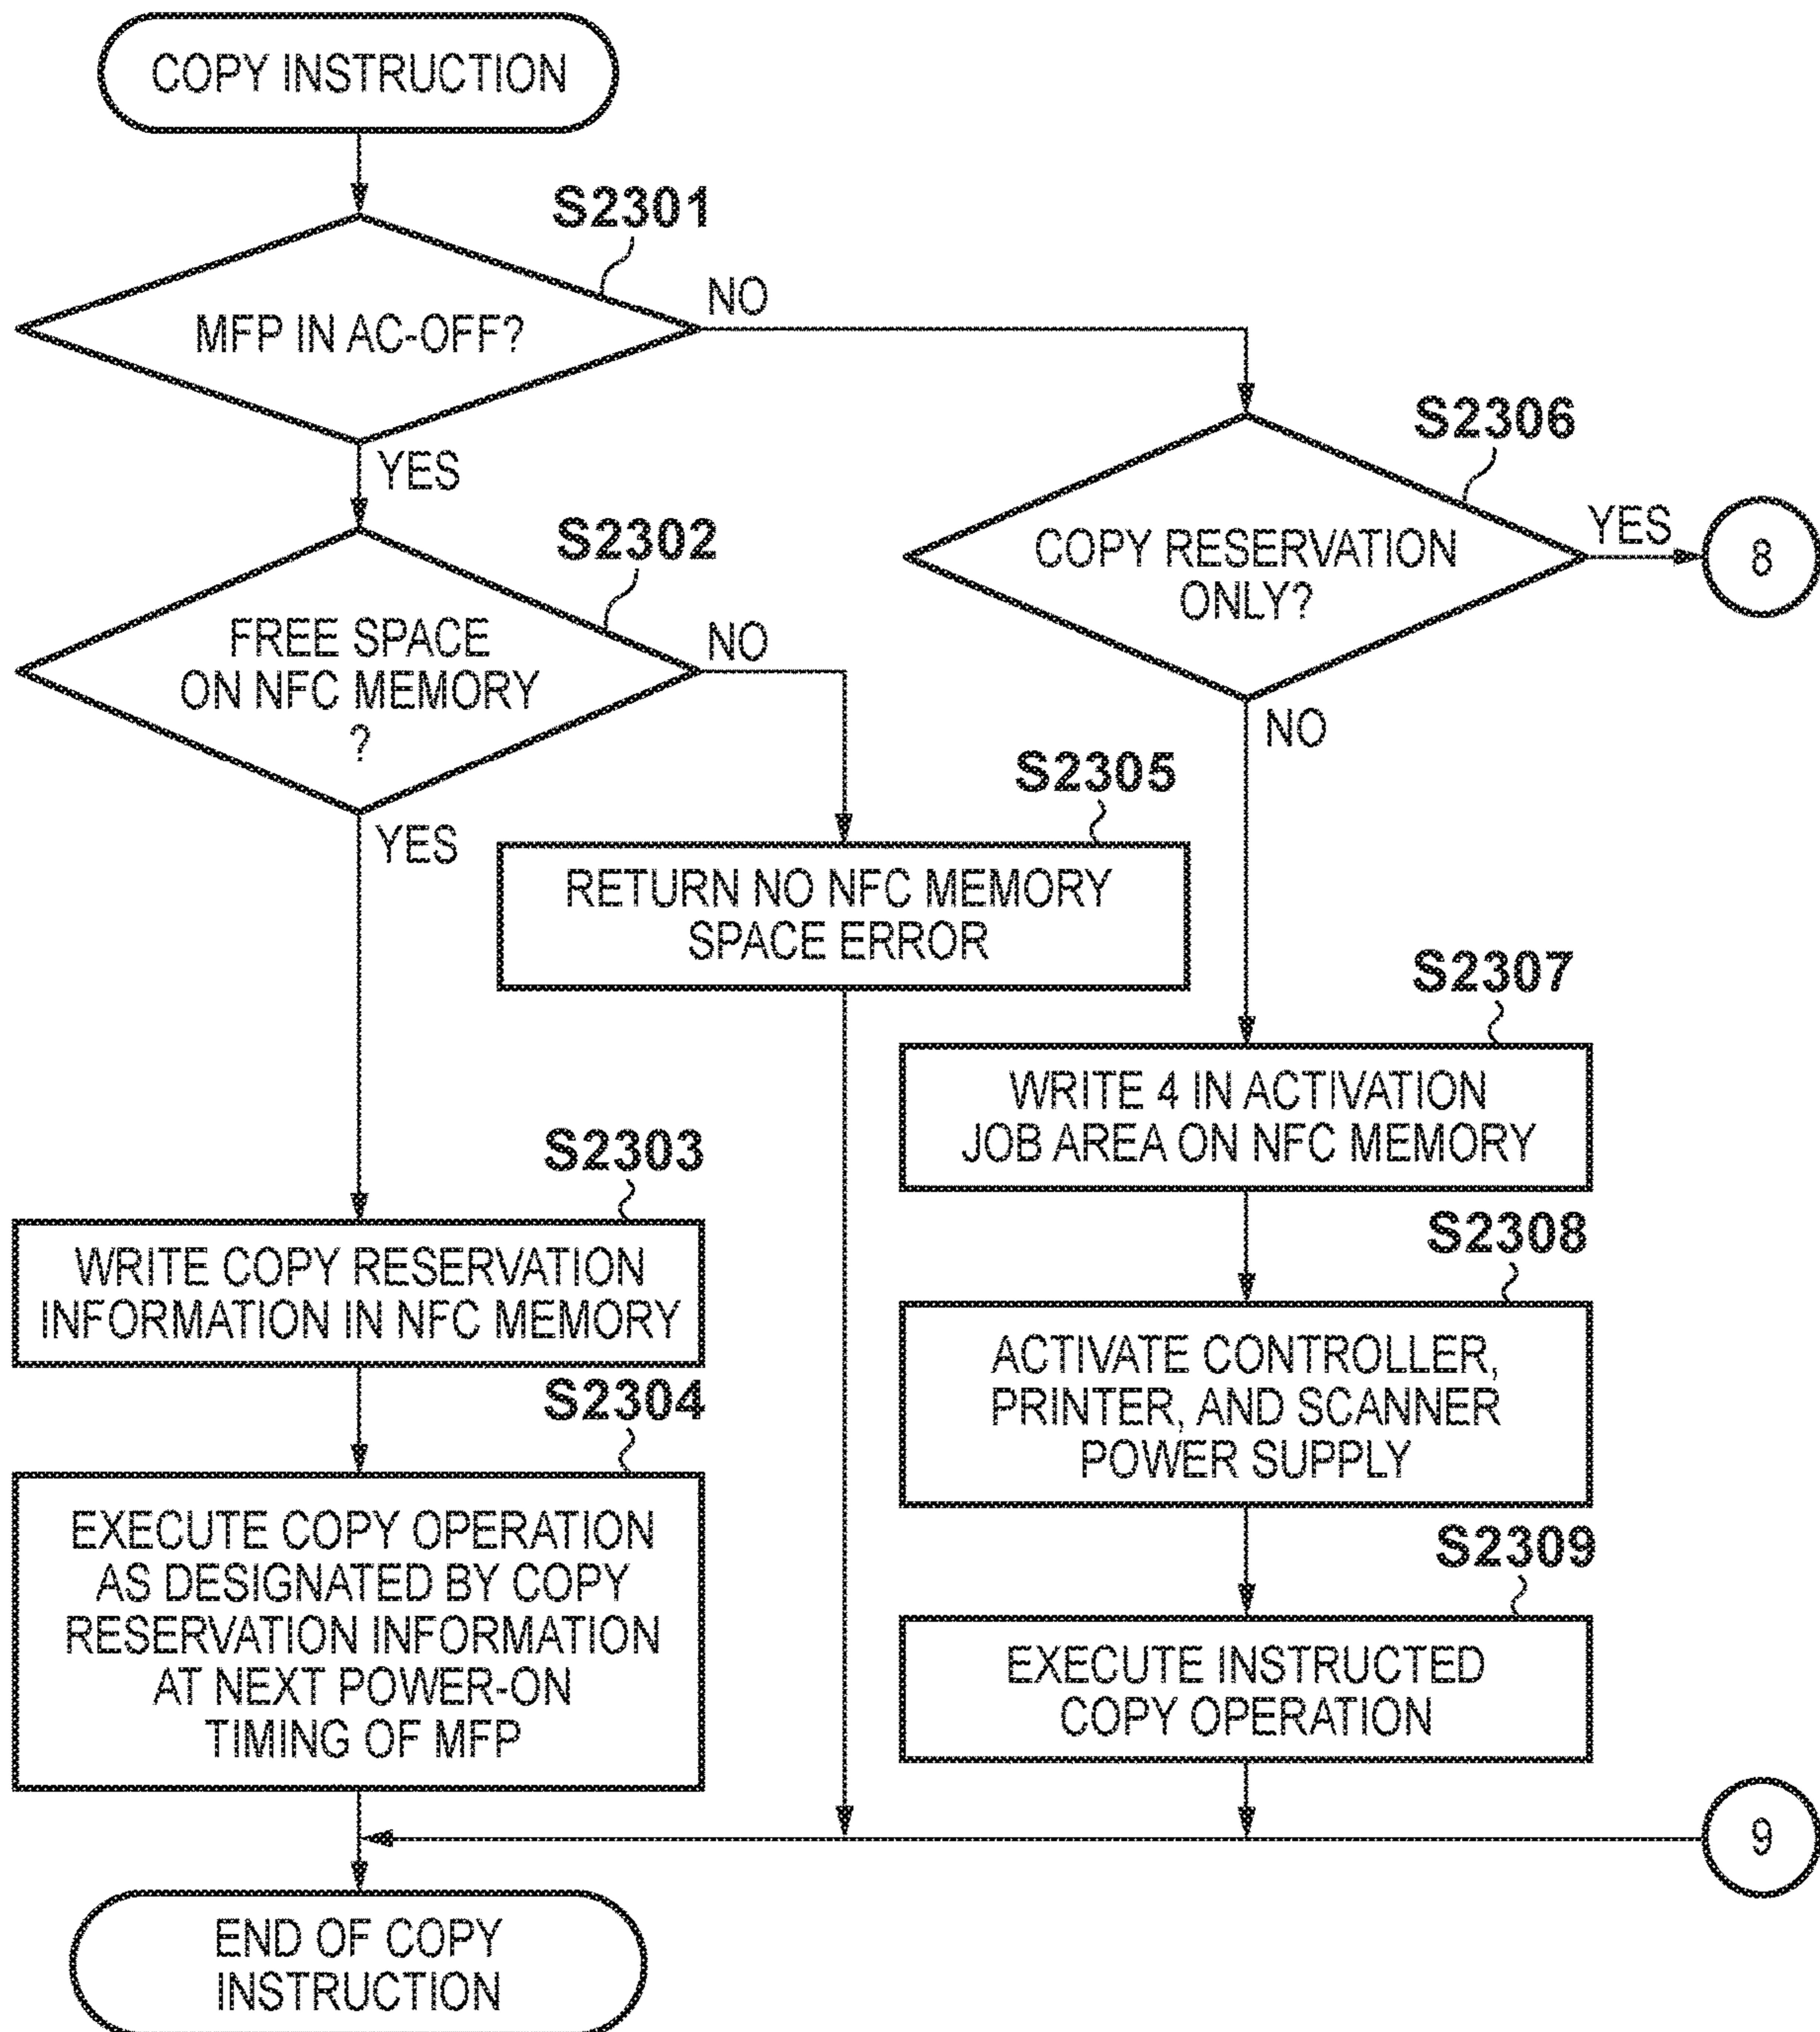 COPY INSTRUCTION
S2301
MFP IN AC-OFF?
NO
YES
S2302
FREE SPACE
ON NFC MEMORY
?
NO
YES
S2306
COPY RESERVATION
ONLY?
YES
8
NO
S2305
RETURN NO NFC MEMORY
SPACE ERROR
S2307
WRITE 4 IN ACTIVATION
JOB AREA ON NFC MEMORY
S2303
WRITE COPY RESERVATION
INFORMATION IN NFC MEMORY
S2308
ACTIVATE CONTROLLER,
PRINTER, AND SCANNER
POWER SUPPLY
S2304
EXECUTE COPY OPERATION
AS DESIGNATED BY COPY
RESERVATION INFORMATION
AT NEXT POWER-ON
TIMING OF MFP
S2309
EXECUTE INSTRUCTED
COPY OPERATION
9
END OF COPY
INSTRUCTION